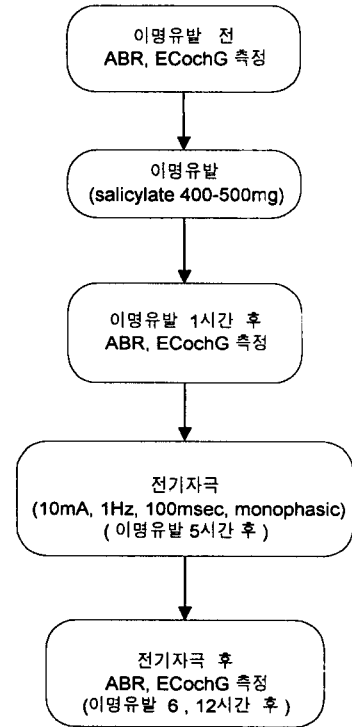 이명유발 전
ABR, ECochG 측정
이명유발
(salicylate 400-500mg)
이명유발 1시간 후
ABR, ECochG 측정
전기자극
(10mA, 1Hz, 100msec, monophasic)
( 이명유발 5시간 후 )
전기자극 후
ABR, ECochG 측정
(이명유발 6 , 12시간 후 )